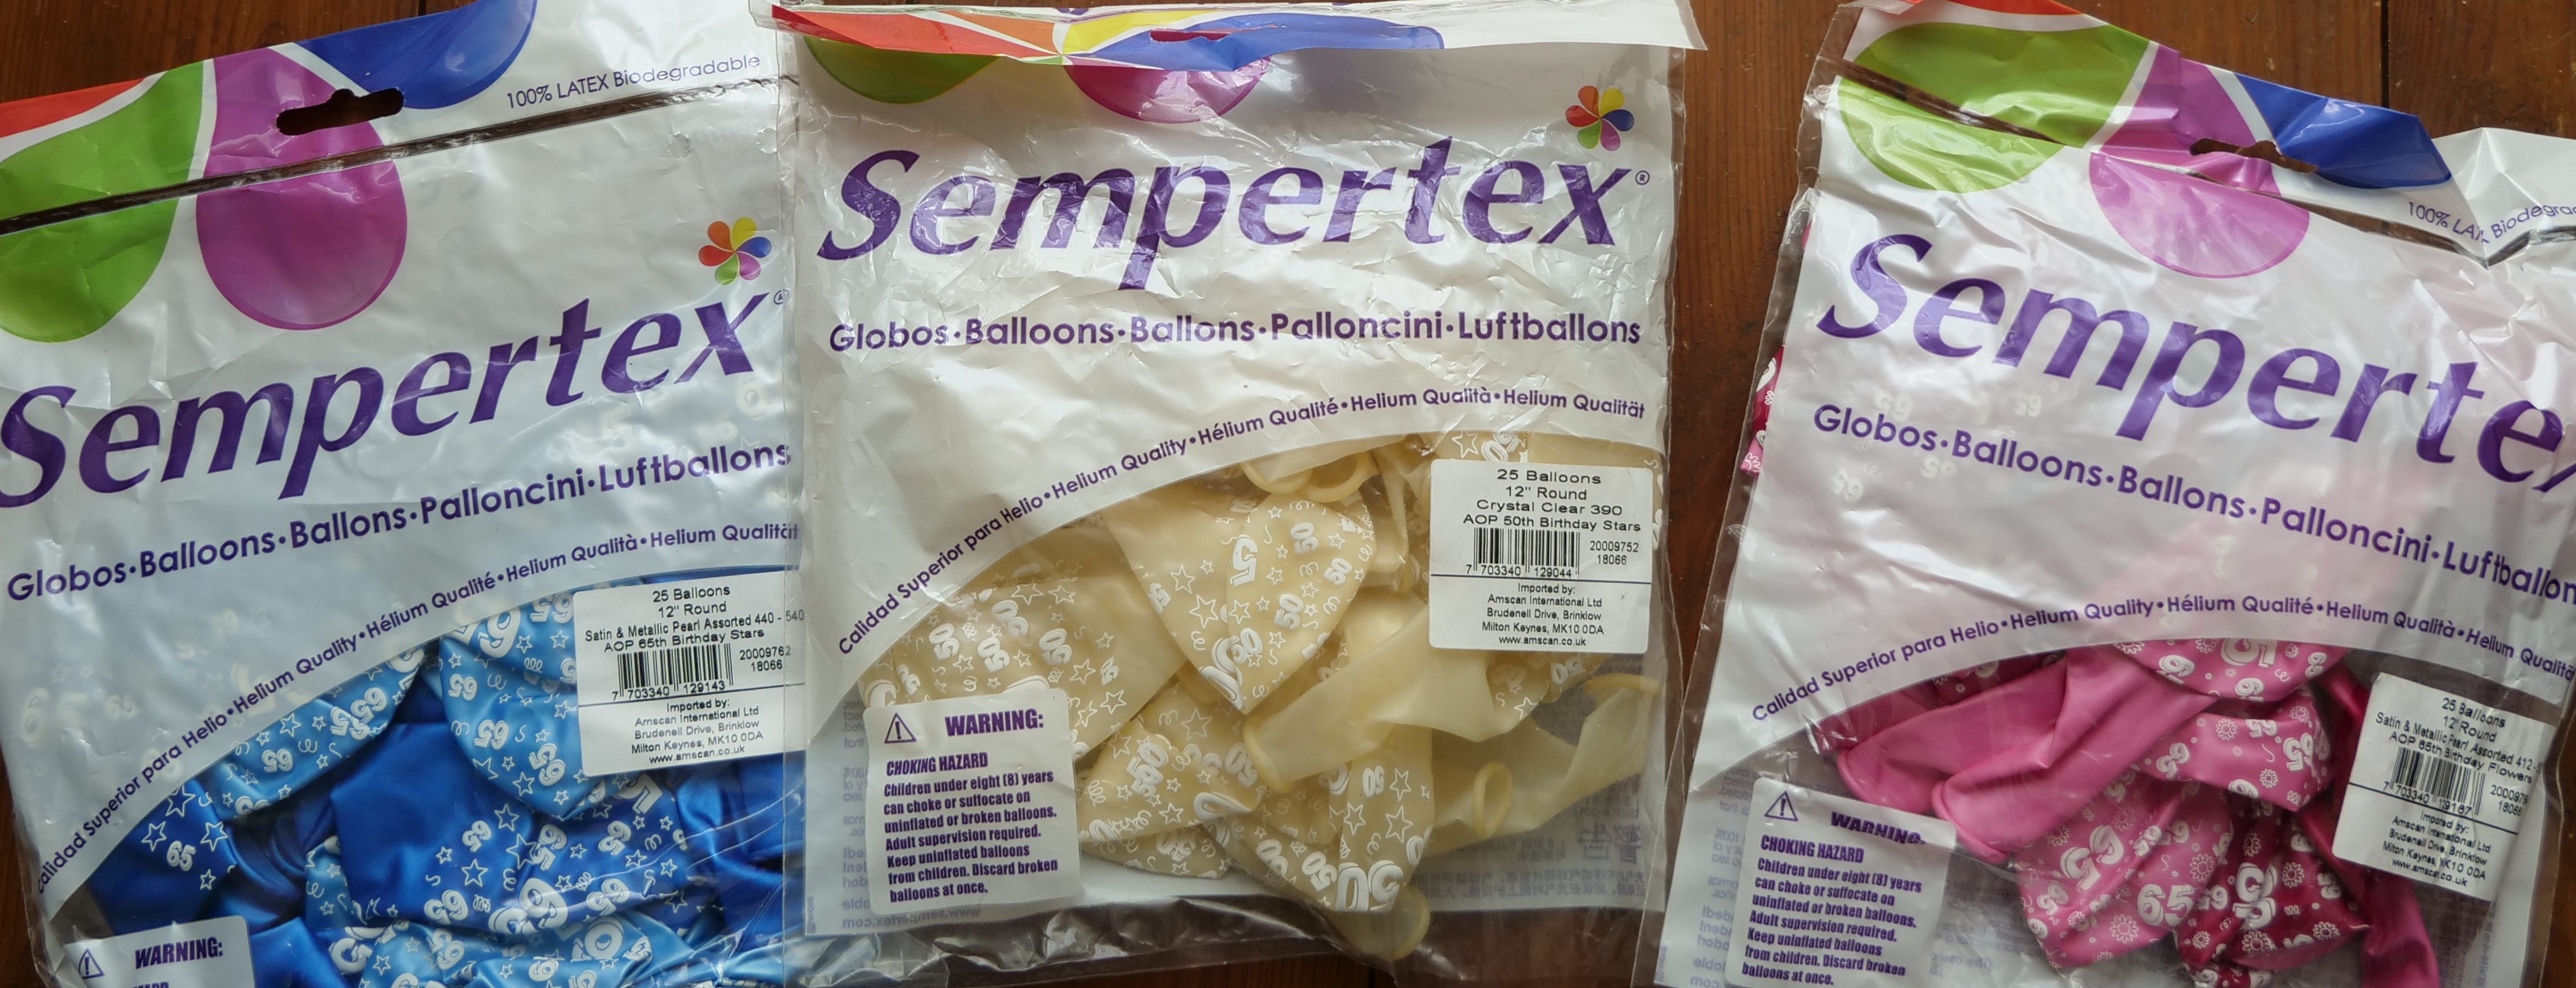 100% LATEX Biodegradable
Sempertex®
Globos•Balloons•Ballons•Palloncini•Luftballons
Calidad Superior para Helio•Helium Quality•Hélium Qualité•Helium Qualità•Helium Qualität
25 Balloons
12" Round
Satin & Metallic Pearl Assorted 440 - 540
AOP 65th Birthday Stars
20009762
18066
7 703340 129143
Imported by:
Amscan International Ltd
Brudenell Drive, Brinklow
Milton Keynes, MK10 0DA
www.amscan.co.uk
WARNING:
Sempertex®
Globos•Balloons•Ballons•Palloncini•Luftballons
Calidad Superior para Helio•Helium Quality•Hélium Qualité•Helium Qualità•Helium Qualität
25 Balloons
12" Round
Crystal Clear 390
AOP 50th Birthday Stars
20009752
18066
7 703340 129044
Imported by:
Amscan International Ltd
Brudenell Drive, Brinklow
Milton Keynes, MK10 0DA
www.amscan.co.uk
WARNING:
CHOKING HAZARD
Children under eight (8) years
can choke or suffocate on
uninflated or broken balloons.
Adult supervision required.
Keep uninflated balloons
from children. Discard broken
balloons at once.
100%
Sempertex
Globos•Balloons•Ballons•Palloncini•Luftballon
Calidad Superior para Helio•Helium Quality•Hélium Qualité•Helium Qualità•Helium Qualitä
25 Balloons
12" Round
Satin & Metallic Pearl Assorted 412 -
AOP 65th Birthday Flowers
18066
Imported by:
Amscan International Ltd
Brudenell Drive, Brinklow
Milton Keynes, MK10 0DA
www.amscan.co.uk
WARNING:
CHOKING HAZARD
Children under eight (8) years
can choke or suffocate on
uninflated or broken balloons.
Adult supervision required.
Keep uninflated balloons
from children. Discard broken
balloons at once.